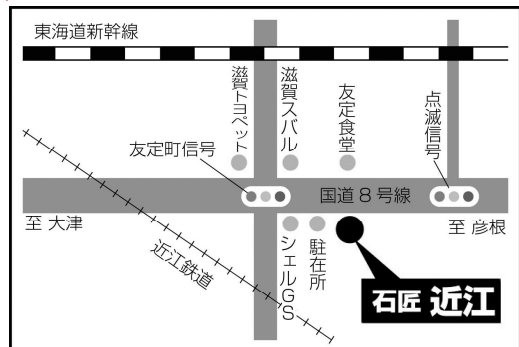 東海道新幹線
滋賀トヨペット
滋賀スバル
友定食堂
点滅信号
友定町信号
国道8号線
至 大津
至 彦根
近江鉄道
シェルGS
駐在所
石匠 近江